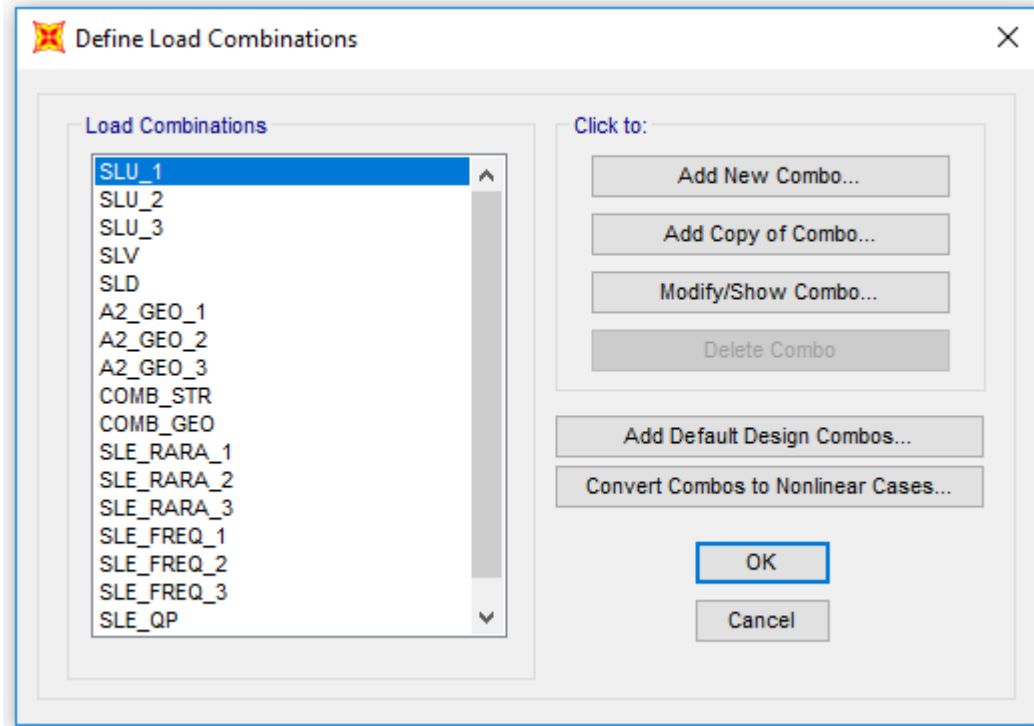 Define Load Combinations
Load Combinations
SLU_1
SLU_2
SLU_3
SLV
SLD
A2_GEO_1
A2_GEO_2
A2_GEO_3
COMB_STR
COMB_GEO
SLE_RARA_1
SLE_RARA_2
SLE_RARA_3
SLE_FREQ_1
SLE_FREQ_2
SLE_FREQ_3
SLE_QP
Click to:
Add New Combo...
Add Copy of Combo...
Modify/Show Combo...
Delete Combo
Add Default Design Combos...
Convert Combos to Nonlinear Cases...
OK
Cancel